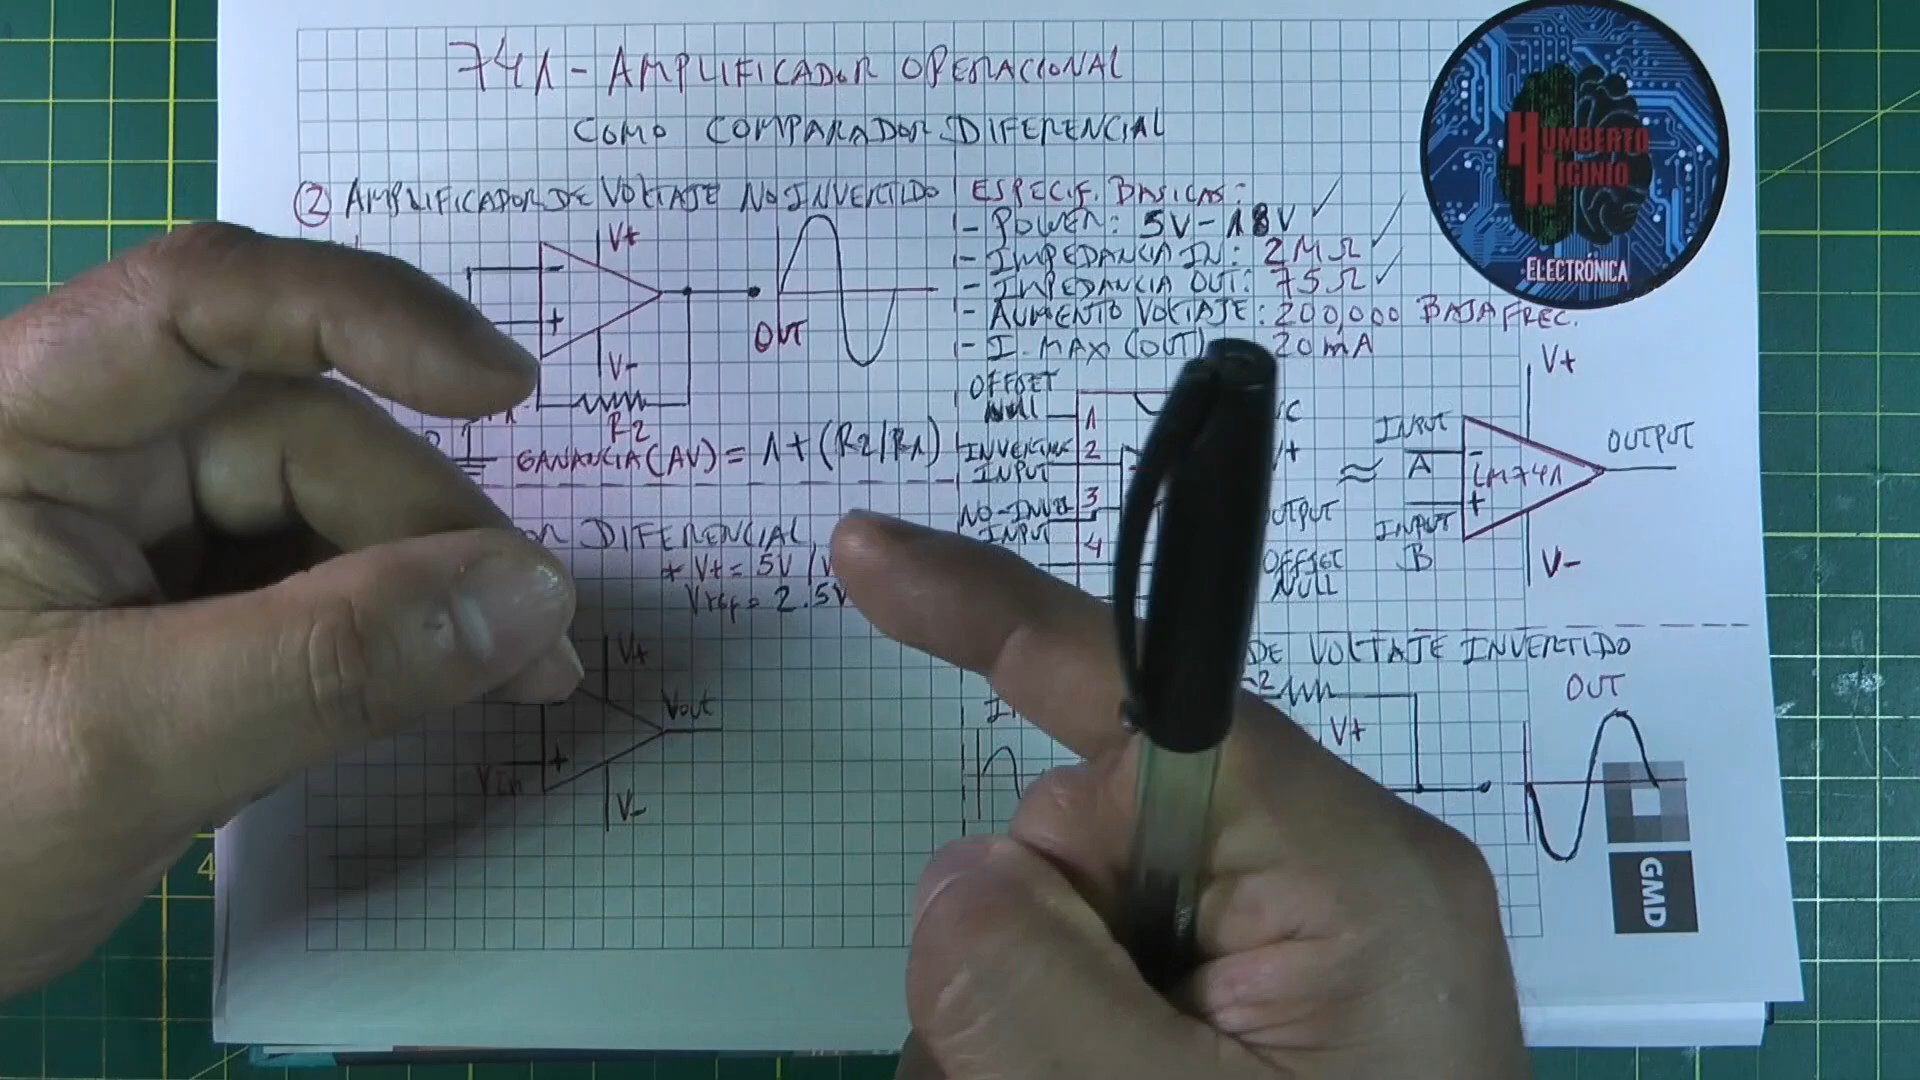 741 - AMPLIFICADOR OPERACIONAL
COMO COMPARADOR DIFERENCIAL
② AMPLIFICADOR DE VOLTAJE NO INVERTIDO
V+
-
+
V-
OUT
R2
GANANCIA (AV) = 1 + (R2/R1)
ESPECIF. BASICAS:
- POWER: 5V - 18V ✓
- IMPEDANCIA IN: 2MΩ ✓
- IMPEDANCIA OUT: 75Ω ✓
- AUMENTO VOLTAJE: 200,000 BAJA FREC.
- I. MAX (OUT) 20mA
OFFSET
NULL
1
INVERTING
INPUT
2
NO-INVER
INPUT
3
4
V+
OFFSET
NULL
≈
INPUT
A
INPUT
B
-
+
LM741
V+
V-
OUTPUT
DIFERENCIAL
* V+ = 5V /
Vref = 2.5V
V+
Vout
+
Vin
V-
DE VOLTAJE INVERTIDO
OUT
V+
HUMBERTO
HIGINIO
ELECTRÓNICA
GMD
4